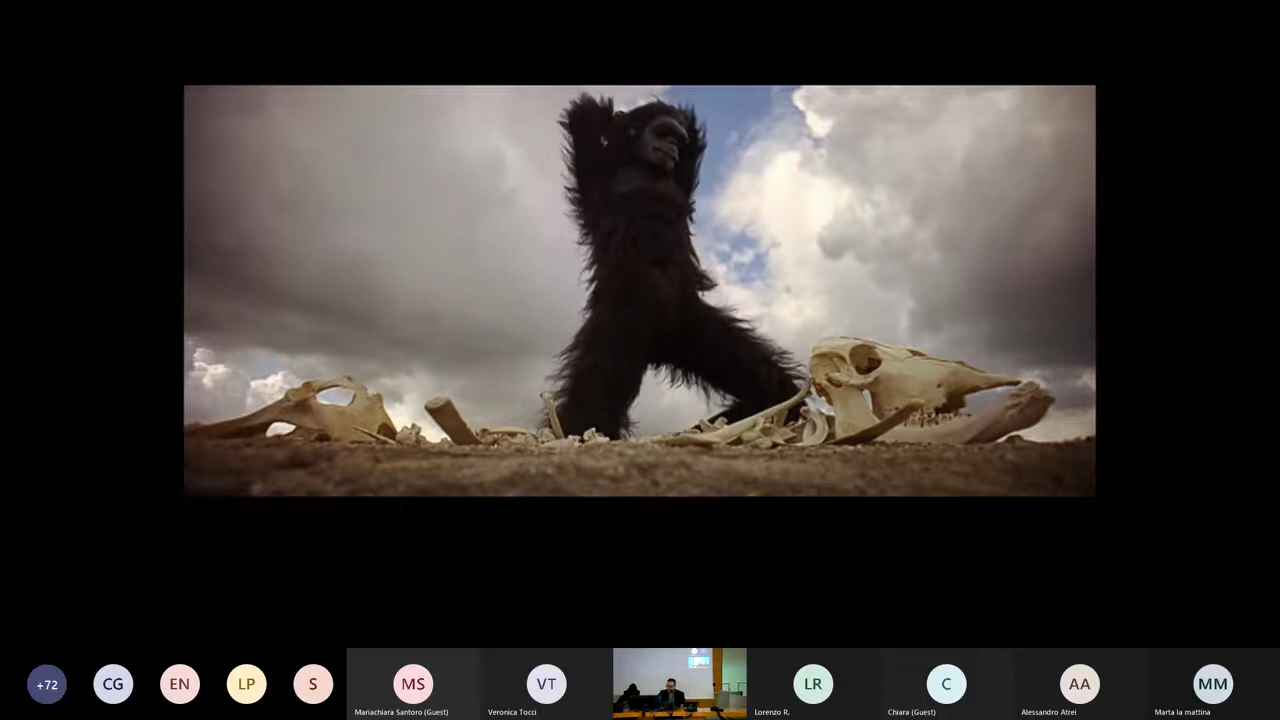 +72
CG
EN
LP
S
MS
Mariachiara Santoro (Guest)
VT
Veronica Tocci
LR
Lorenzo R.
C
Chiara (Guest)
AA
Alessandro Atrei
MM
Marta la mattina